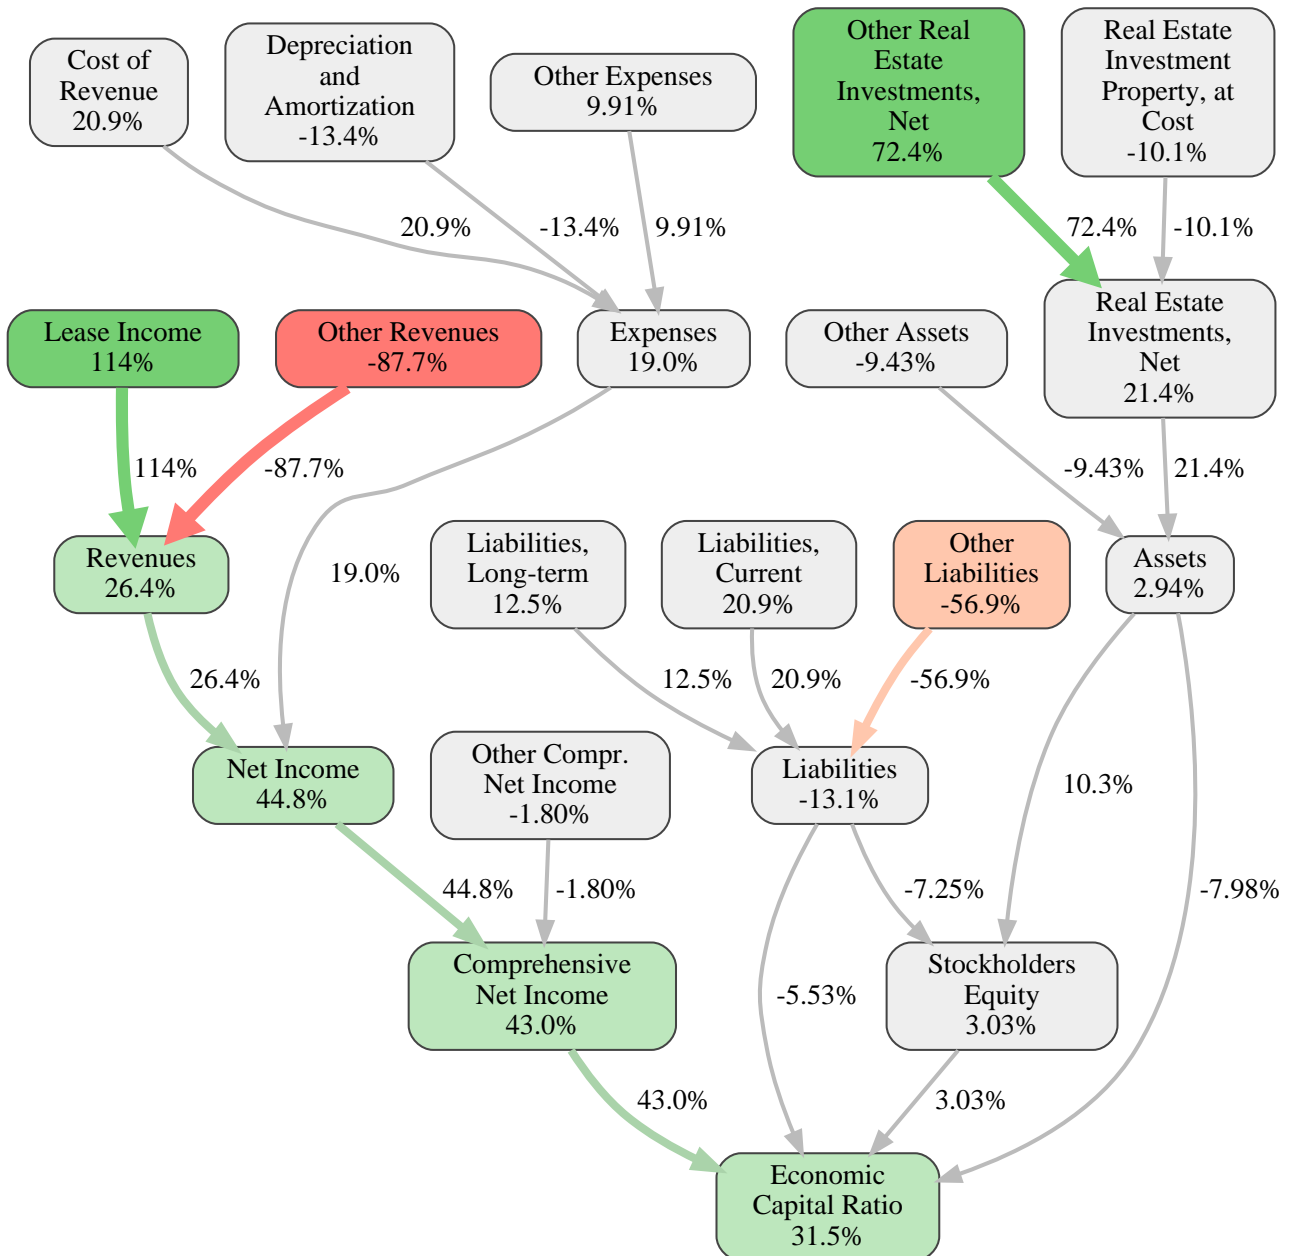 Cost of
Revenue
20.9%
Depreciation
and
Amortization
-13.4%
Other Expenses
9.91%
Other Real
Estate
Investments,
Net
72.4%
Real Estate
Investment
Property, at
Cost
-10.1%
20.9%
-13.4%
9.91%
72.4%
-10.1%
Lease Income
114%
Other Revenues
-87.7%
Expenses
19.0%
Other Assets
-9.43%
Real Estate
Investments,
Net
21.4%
114%
-87.7%
-9.43%
21.4%
Revenues
26.4%
19.0%
Liabilities,
Long-term
12.5%
Liabilities,
Current
20.9%
Other
Liabilities
-56.9%
Assets
2.94%
26.4%
12.5%
20.9%
-56.9%
Net Income
44.8%
Other Compr.
Net Income
-1.80%
Liabilities
-13.1%
10.3%
44.8%
-1.80%
-7.25%
-7.98%
Comprehensive
Net Income
43.0%
-5.53%
Stockholders
Equity
3.03%
43.0%
3.03%
Economic
Capital Ratio
31.5%